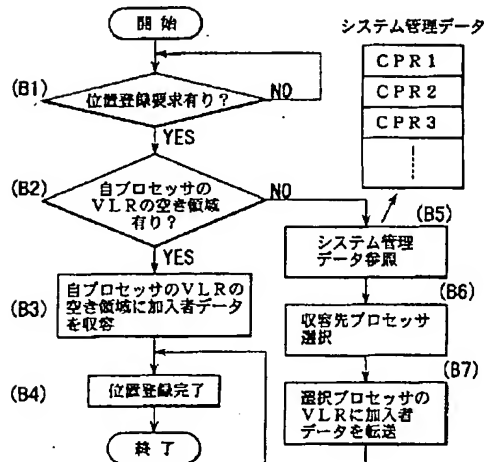 開始
システム管理データ
CPR1
CPR2
CPR3
(B1)
位置登録要求有り?
NO
YES
(B2)
自プロセッサの
VLRの空き領域
有り?
NO
YES
(B3)
自プロセッサのVLRの
空き領域に加入者データ
を収容
(B4)
位置登録完了
終了
(B5)
システム管理
データ参照
(B6)
収容先プロセッサ
選択
(B7)
選択プロセッサの
VLRに加入者
データを転送